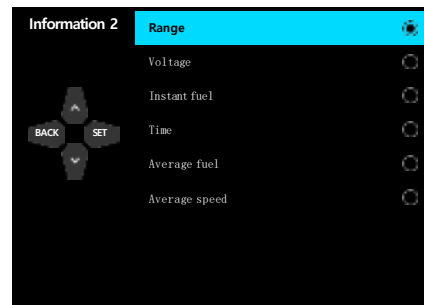 Information 2
Range
Voltage
Instant fuel
Time
Average fuel
Average speed
BACK
SET